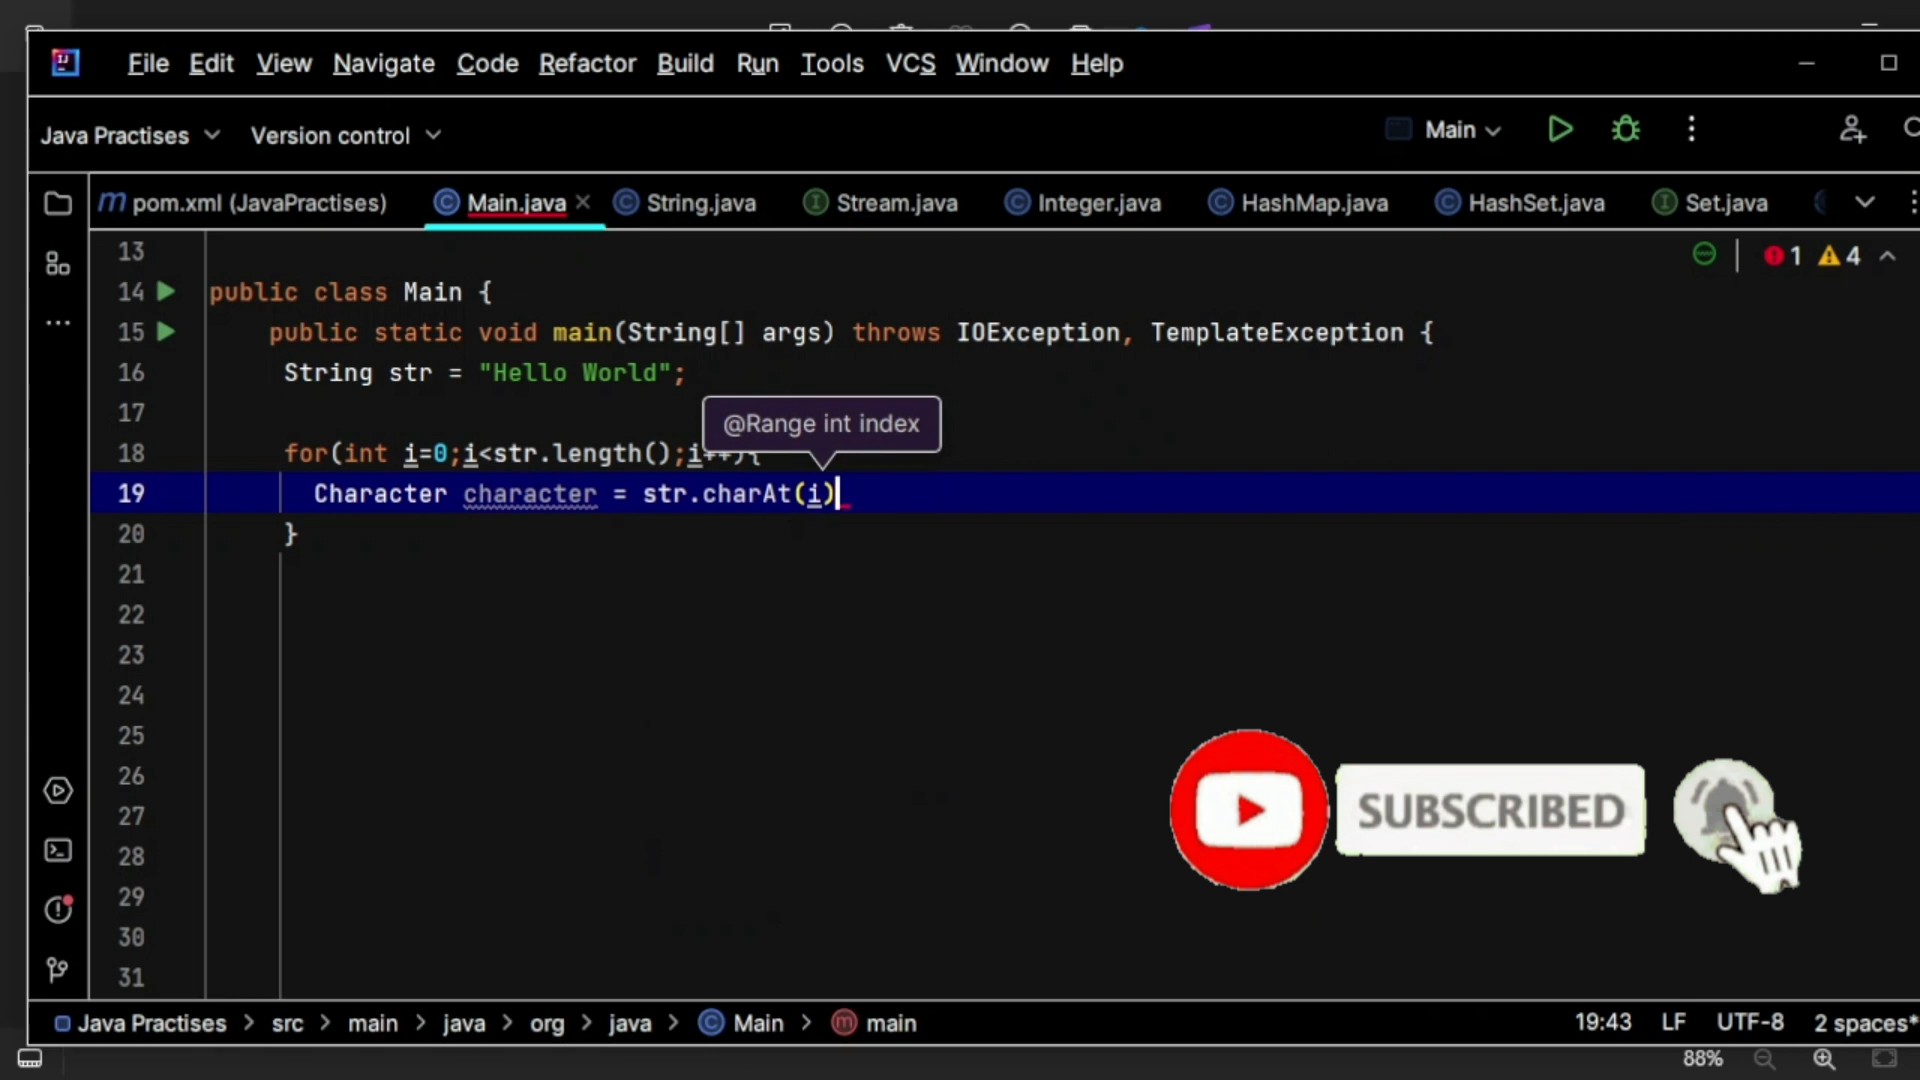 File Edit View Navigate Code Refactor Build Run Tools VCS Window Help
Java Practises Version control Main
pom.xml (JavaPractises) Main.java String.java Stream.java Integer.java HashMap.java HashSet.java Set.java
13
1 4
14 public class Main {
15 public static void main(String[] args) throws IOException, TemplateException {
16 String str = "Hello World";
17
@Range int index
18 for(int i=0;i<str.length();i++){
19 Character character = str.charAt(i)
20 }
21
22
23
24
25
26
27
28
29
30
31
SUBSCRIBED
Java Practises > src > main > java > org > java > Main > main
19:43 LF UTF-8 2 spaces*
88%